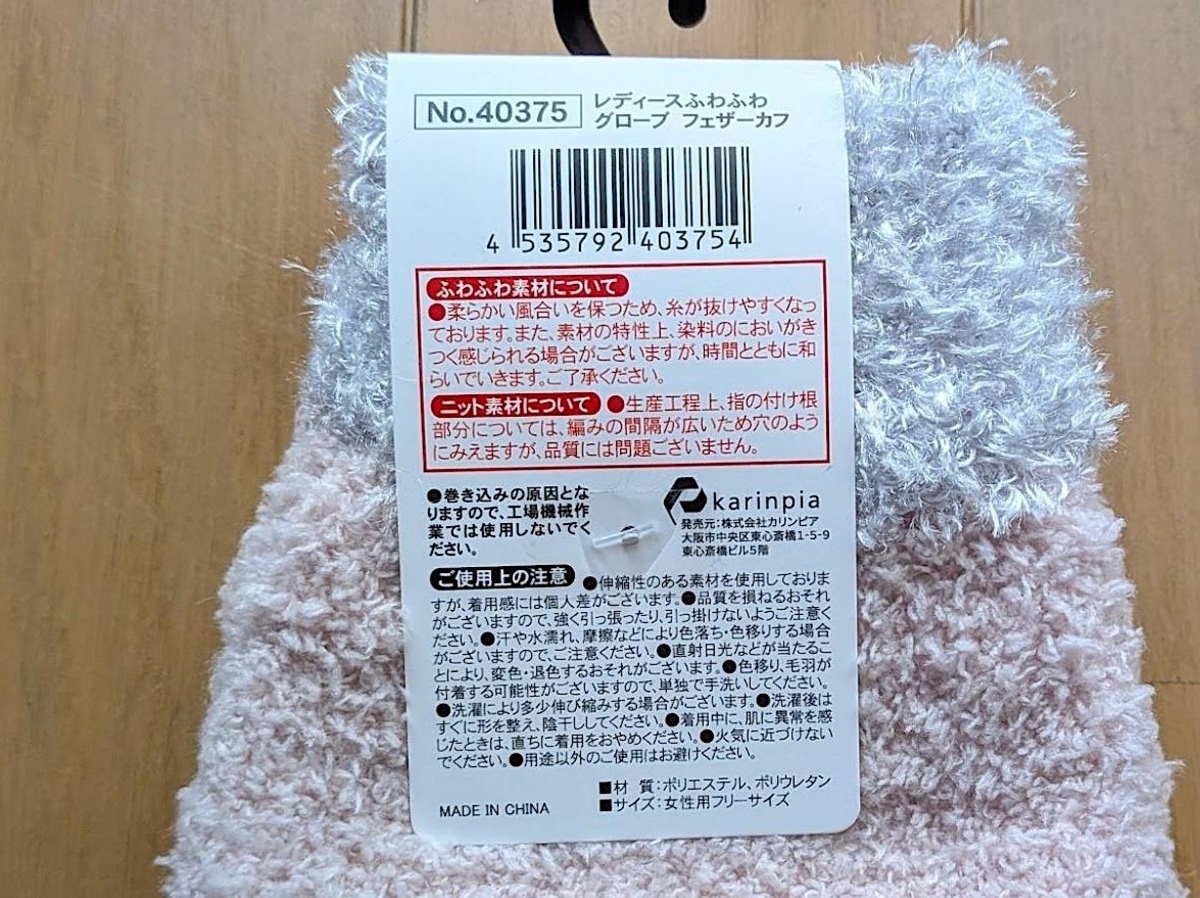 No.40375
レディースふわふわ
グローブ フェザーカフ
4 535792 403754
ふわふわ素材について
●柔らかい風合いを保つため、糸が抜けやすくなっ
ております。また、素材の特性上、染料のにおいがき
つく感じられる場合がございますが、時間とともに和
らいでいきます。ご了承ください。
ニット素材について ●生産工程上、指の付け根
部分については、編みの間隔が広いため穴のよう
にみえますが、品質には問題ございません。
●巻き込みの原因とな
りますので、工場機械作
業では使用しないでく
ださい。
karinpia
発売元:株式会社カリンピア
大阪市中央区東心斎橋1-5-9
東心斎橋ビル5階
ご使用上の注意 ●伸縮性のある素材を使用しておりま
すが、着用感には個人差がございます。●品質を損ねるおそれ
がございますので、強く引っ張ったり、引っ掛けないようご注意く
ださい。●汗や水濡れ、摩擦などにより色落ち・色移りする場合
がございますので、ご注意ください。●直射日光などが当たるこ
とにより、変色・退色するおそれがございます。●色移り、毛羽が
付着する可能性がございますので、単独で手洗いしてください。
●洗濯により多少伸び縮みする場合がございます。●洗濯後は
すぐに形を整え、陰干ししてください。●着用中に、肌に異常を感
じたときは、直ちに着用をおやめください。●火気に近づけない
でください。●用途以外のご使用はお避けください。
■材 質:ポリエステル、ポリウレタン
■サイズ:女性用フリーサイズ
MADE IN CHINA